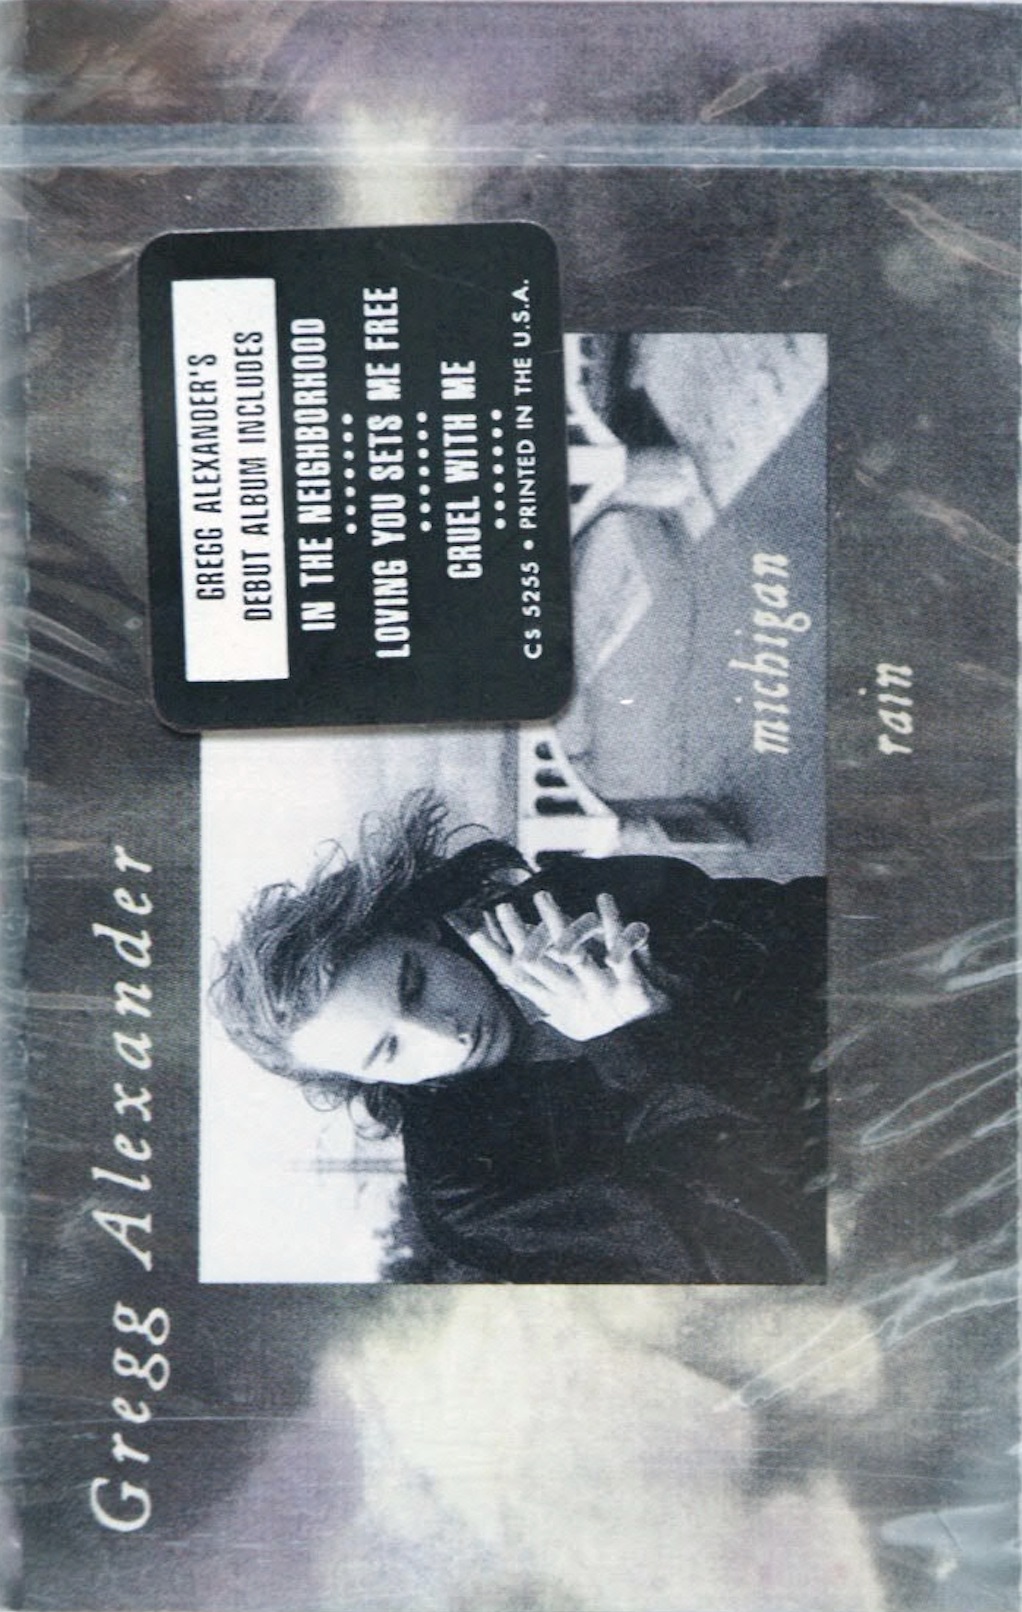 Gregg Alexander
GREGG ALEXANDER'S
DEBUT ALBUM INCLUDES
IN THE NEIGHBORHOOD
LOVING YOU SETS ME FREE
CRUEL WITH ME
CS 5255 • PRINTED IN THE U.S.A.
michigan
rain